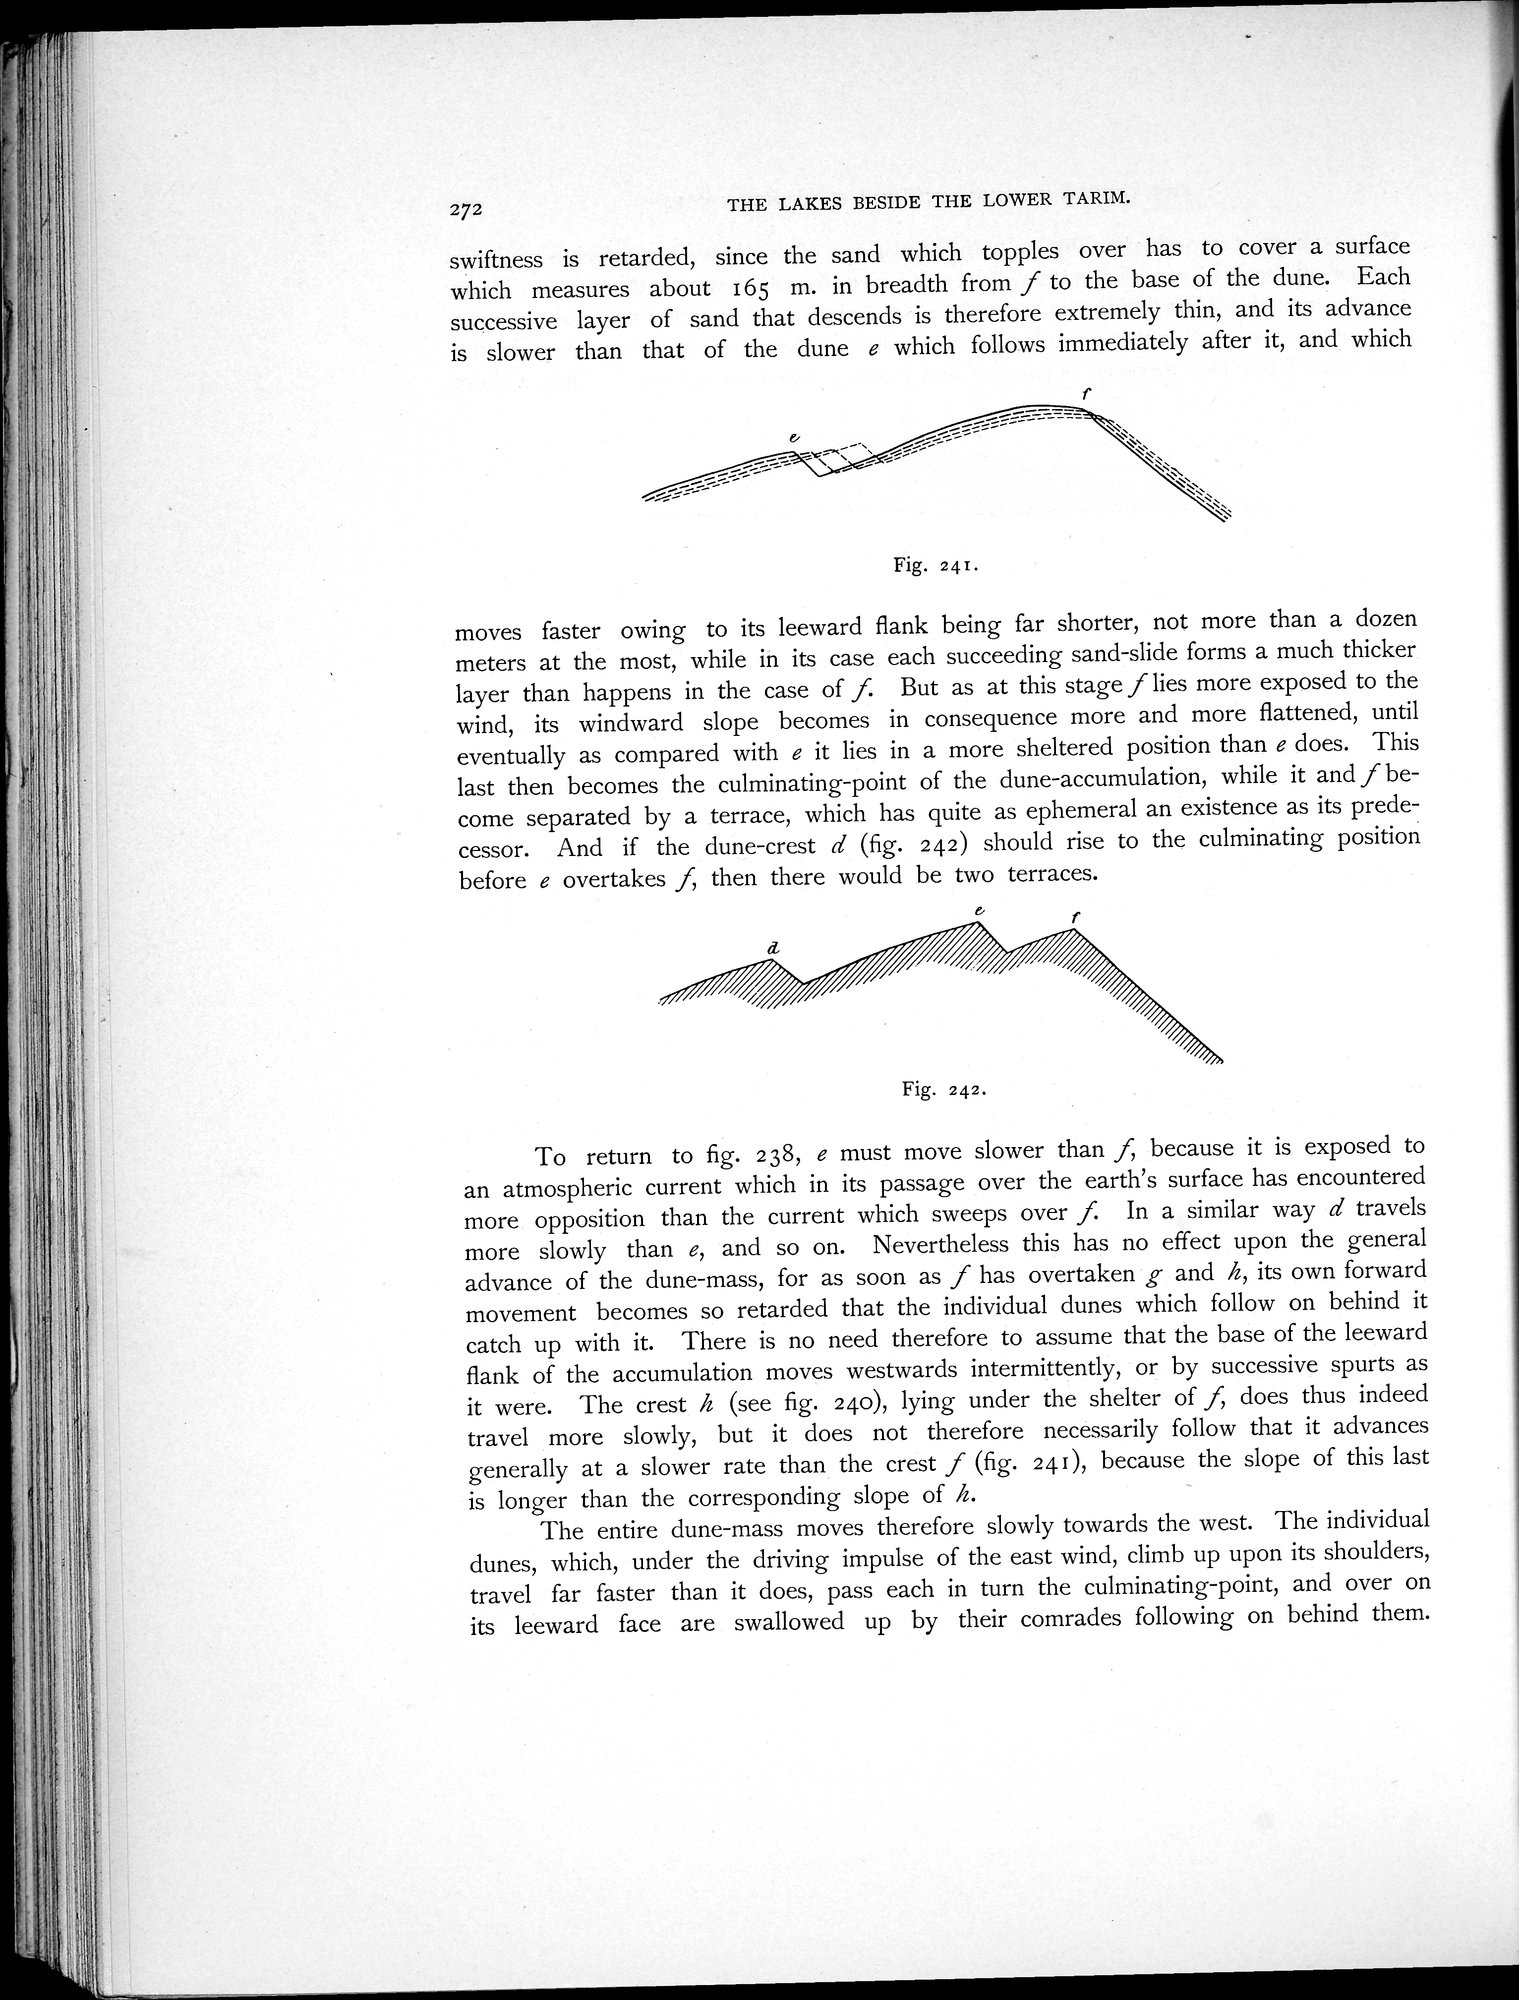 272
THE LAKES BESIDE THE LOWER TARIM.
swiftness is retarded, since the sand which topples over has to cover a surface
which measures about 165 m. in breadth from f to the base of the dune. Each
successive layer of sand that descends is therefore extremely thin, and its advance
is slower than that of the dune e which follows immediately after it, and which
f
e
Fig. 241.
moves faster owing to its leeward flank being far shorter, not more than a dozen
meters at the most, while in its case each succeeding sand-slide forms a much thicker
layer than happens in the case of f. But as at this stage f lies more exposed to the
wind, its windward slope becomes in consequence more and more flattened, until
eventually as compared with e it lies in a more sheltered position than e does. This
last then becomes the culminating-point of the dune-accumulation, while it and f be-
come separated by a terrace, which has quite as ephemeral an existence as its prede-
cessor. And if the dune-crest d (fig. 242) should rise to the culminating position
before e overtakes f, then there would be two terraces.
e
f
d
Fig. 242.
To return to fig. 238, e must move slower than f, because it is exposed to
an atmospheric current which in its passage over the earth's surface has encountered
more opposition than the current which sweeps over f. In a similar way d travels
more slowly than e, and so on. Nevertheless this has no effect upon the general
advance of the dune-mass, for as soon as f has overtaken g and h, its own forward
movement becomes so retarded that the individual dunes which follow on behind it
catch up with it. There is no need therefore to assume that the base of the leeward
flank of the accumulation moves westwards intermittently, or by successive spurts as
it were. The crest h (see fig. 240), lying under the shelter of f, does thus indeed
travel more slowly, but it does not therefore necessarily follow that it advances
generally at a slower rate than the crest f (fig. 241), because the slope of this last
is longer than the corresponding slope of h.
The entire dune-mass moves therefore slowly towards the west. The individual
dunes, which, under the driving impulse of the east wind, climb up upon its shoulders,
travel far faster than it does, pass each in turn the culminating-point, and over on
its leeward face are swallowed up by their comrades following on behind them.